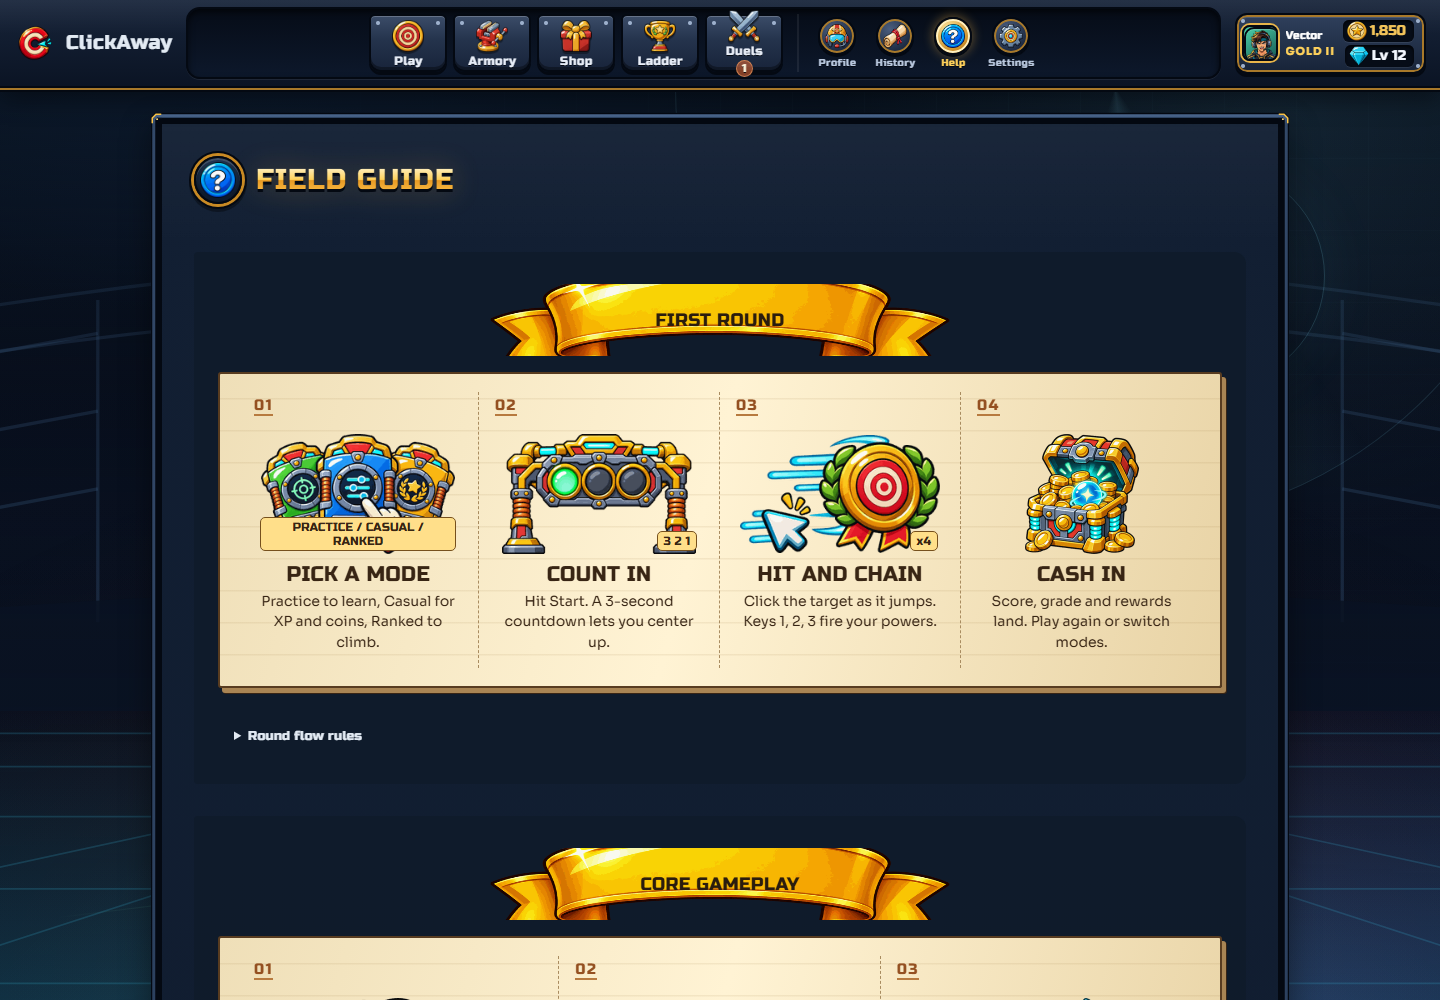 ClickAway
Play
Armory
Shop
Ladder
Duels
1
Profile
History
Help
Settings
Vector
GOLD II
1,850
Lv 12
FIELD GUIDE
FIRST ROUND
01
PRACTICE / CASUAL /
RANKED
PICK A MODE
Practice to learn, Casual for
XP and coins, Ranked to
climb.
02
3 2 1
COUNT IN
Hit Start. A 3-second
countdown lets you center
up.
03
x4
HIT AND CHAIN
Click the target as it jumps.
Keys 1, 2, 3 fire your powers.
04
CASH IN
Score, grade and rewards
land. Play again or switch
modes.
Round flow rules
CORE GAMEPLAY
01
02
03